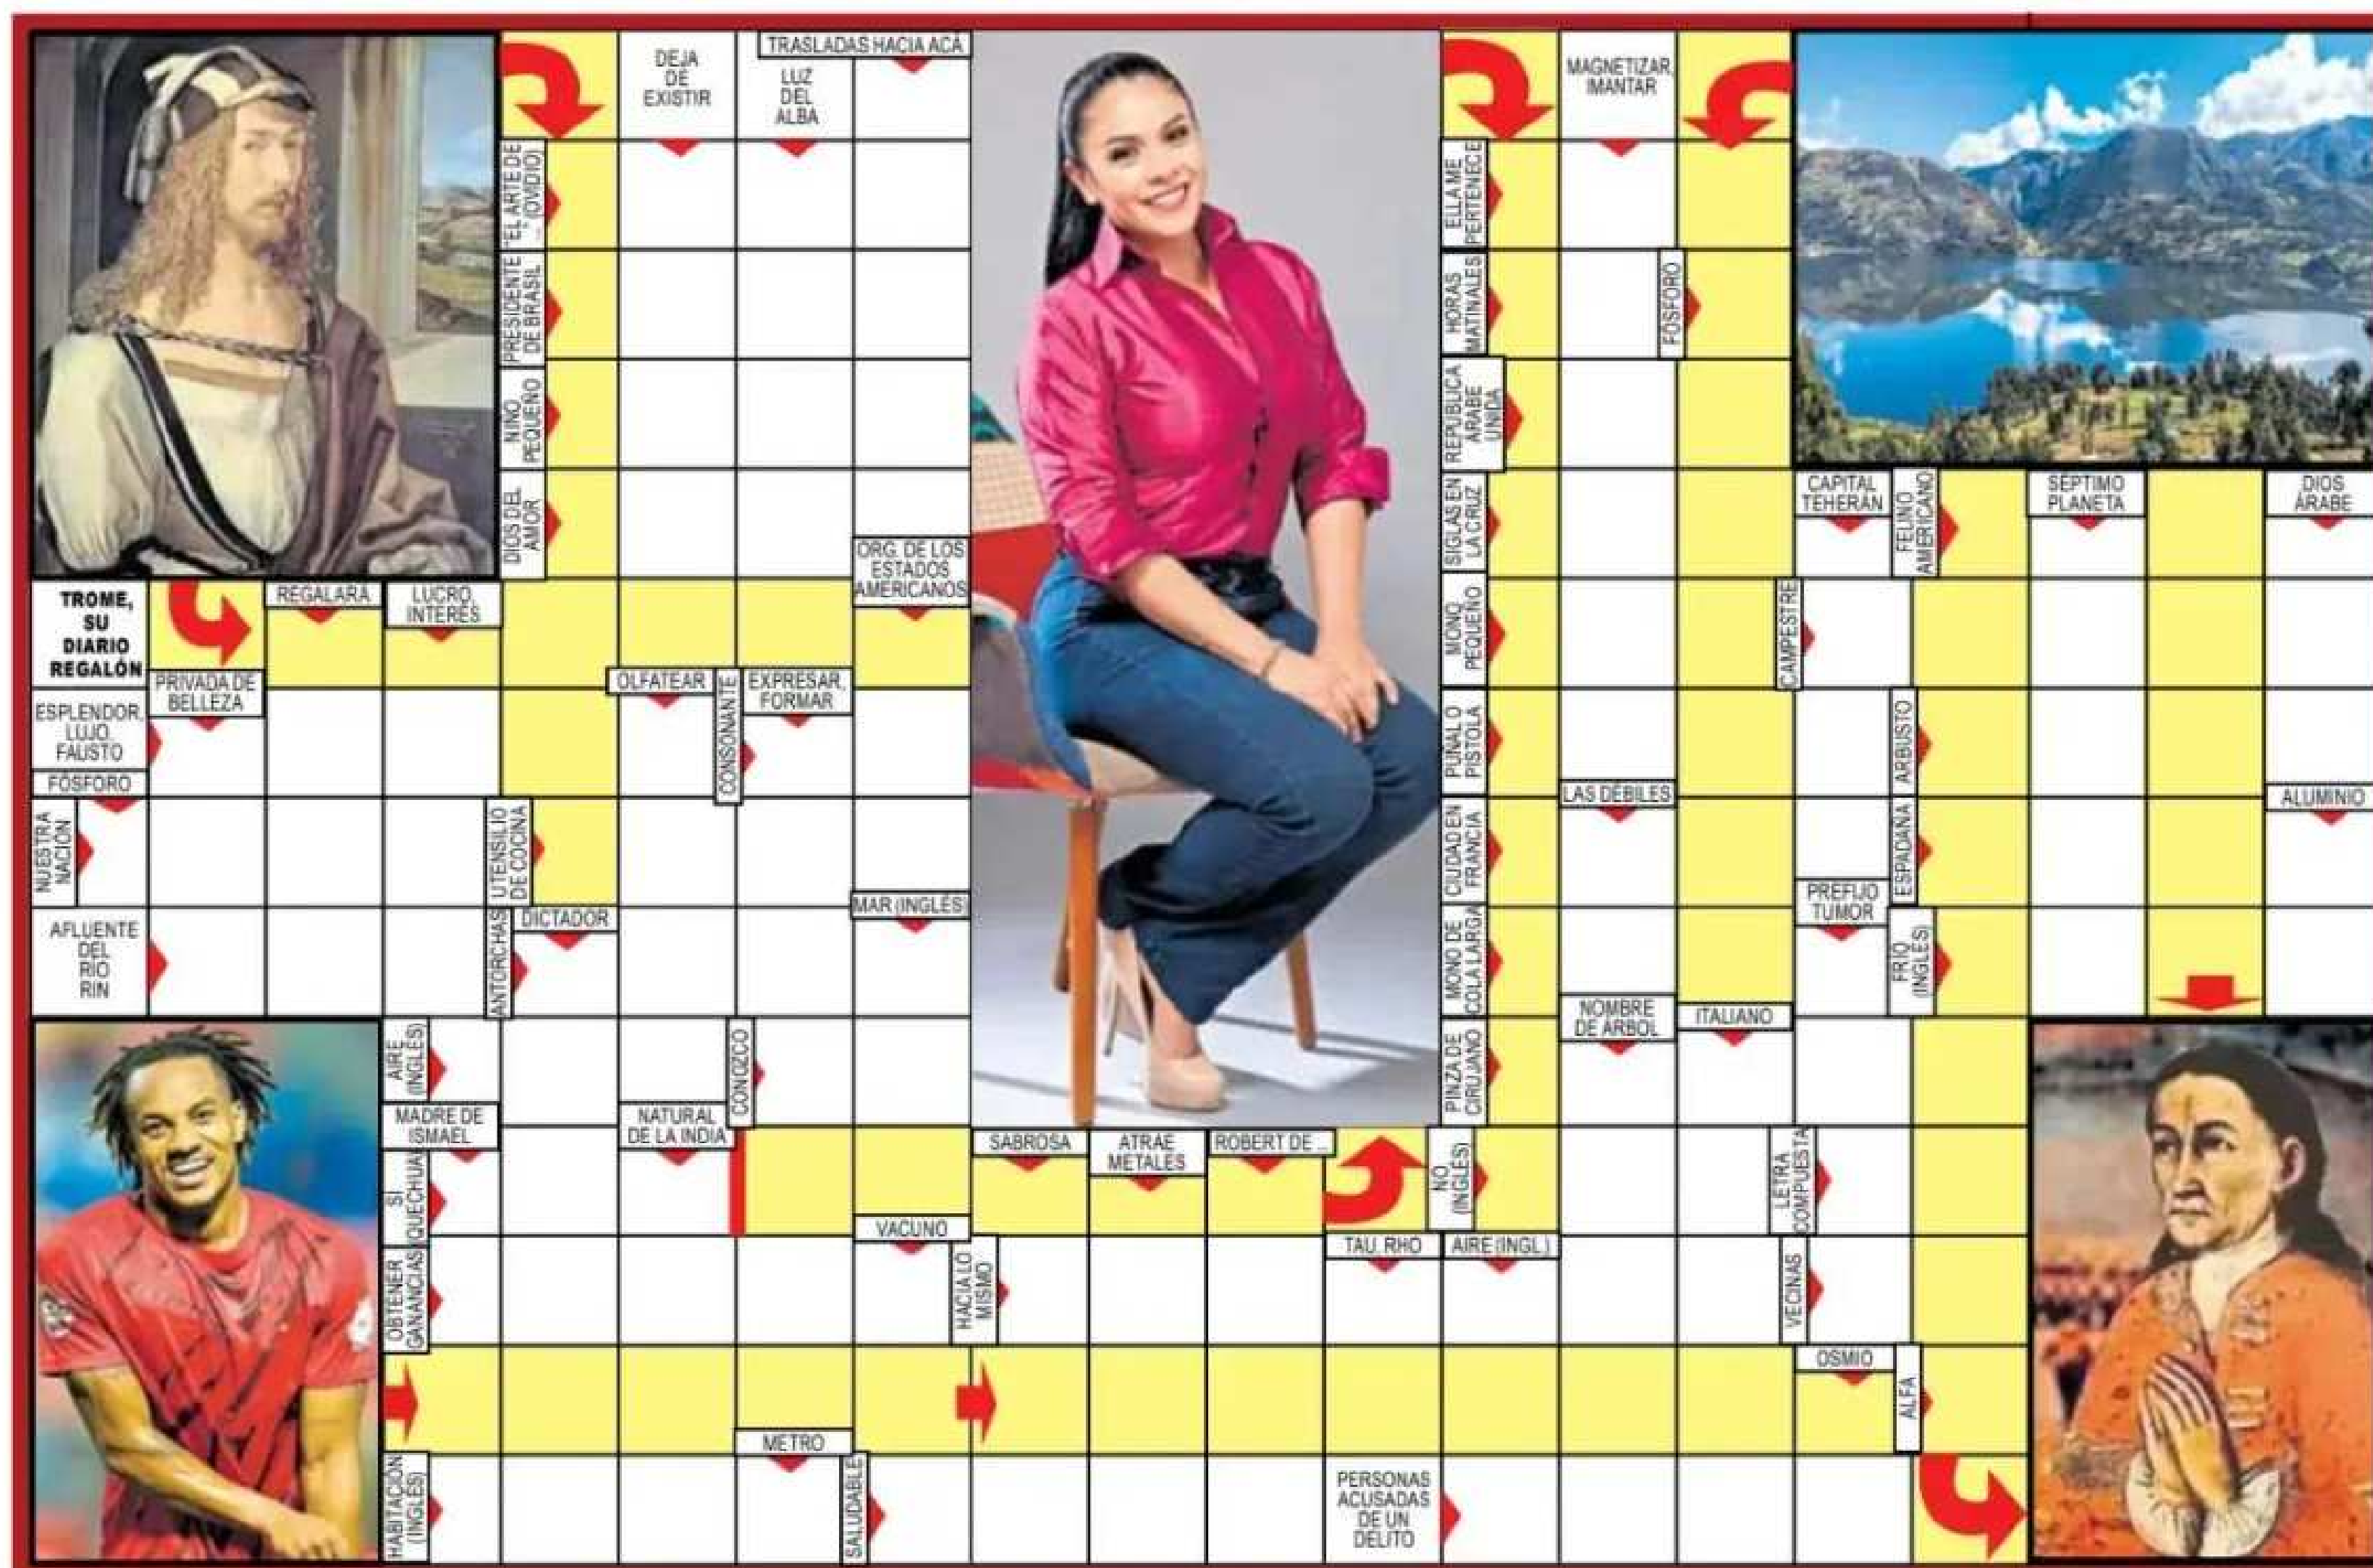 DEJA
DE
EXISTIR
TRASLADAS HACIA ACÁ
LUZ
DEL
ALBA
MAGNETIZAR,
IMANTAR
"EL ARTE DE
..." (OVIDIO)
ELLA ME
PERTENECE
PRESIDENTE
DE BRASIL
HORAS
MATINALES
FÓSFORO
NIÑO
PEQUEÑO
REPÚBLICA
ÁRABE
UNIDA
DIOS DEL
AMOR
SIGLAS EN
LA CRUZ
CAPITAL
TEHERÁN
FELINO
AMERICANO
SÉPTIMO
PLANETA
DIOS
ÁRABE
ORG. DE LOS
ESTADOS
AMERICANOS
TROME,
SU
DIARIO
REGALÓN
REGALARÁ
LUCRO,
INTERÉS
MONO
PEQUEÑO
CAMPESTRE
PRIVADA DE
BELLEZA
OLFATEAR
CONSONANTE
EXPRESAR,
FORMAR
ESPLENDOR,
LUJO,
FAUSTO
PUÑAL O
PISTOLA
ARBUSTO
FÓSFORO
LAS DÉBILES
ALUMINIO
NUESTRA
NACIÓN
UTENSILIO
DE COCINA
CIUDAD EN
FRANCIA
ESPADAÑA
MAR (INGLÉS)
PREFIJO
TUMOR
AFLUENTE
DEL
RÍO
RIN
ANTORCHAS
DICTADOR
MONO DE
COLA LARGA
FRÍO
(INGLÉS)
NOMBRE
DE ÁRBOL
ITALIANO
AIRE
(INGLÉS)
CONOZCO
PINZA DE
CIRUJANO
MADRE DE
ISMAEL
NATURAL
DE LA INDIA
SABROSA
ATRAE
METALES
ROBERT DE ...
SÍ
(QUECHUA)
NO
(INGLÉS)
LETRA
COMPUESTA
VACUNO
TAU, RHO
AIRE (INGL.)
OBTENER
GANANCIAS
HACIA LO
MISMO
VECINAS
OSMIO
ALFA
METRO
HABITACIÓN
(INGLÉS)
SALUDABLE
PERSONAS
ACUSADAS
DE UN
DELITO